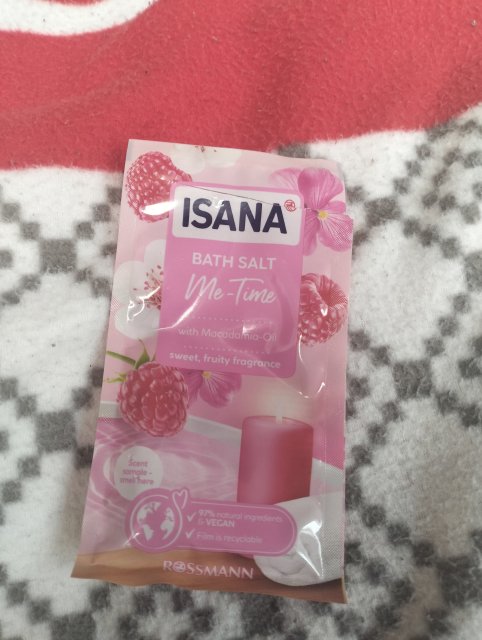 ISANA
BATH SALT
Me-Time
with Macadamia-Oil
sweet, fruity fragrance
Scent
sample -
smell here
97% natural ingredients
& VEGAN
Film is recyclable
ROSSMANN